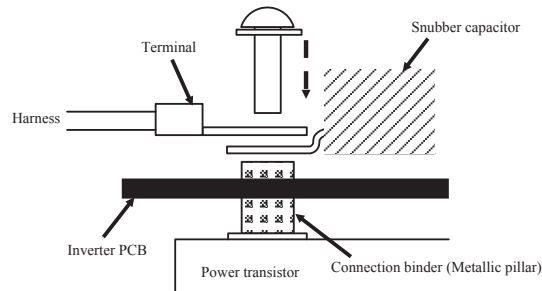 Snubber capacitor
Terminal
Harness
Inverter PCB
Power transistor
Connection binder (Metallic pillar)